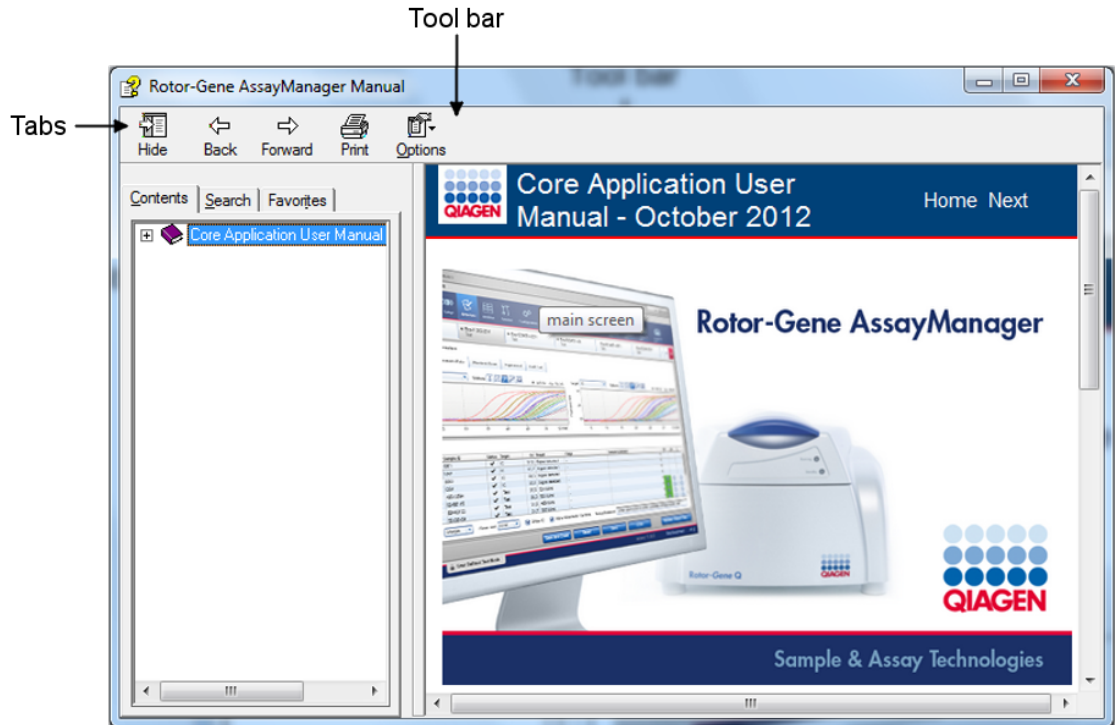 Tool bar
Rotor-Gene AssayManager Manual
Tabs
Hide Back Forward Print Options
Contents Search Favorites
Core Application User Manual
QIAGEN
Core Application User
Manual - October 2012
Home Next
main screen
Rotor-Gene AssayManager
Rotor-Gene Q
QIAGEN
QIAGEN
Sample & Assay Technologies